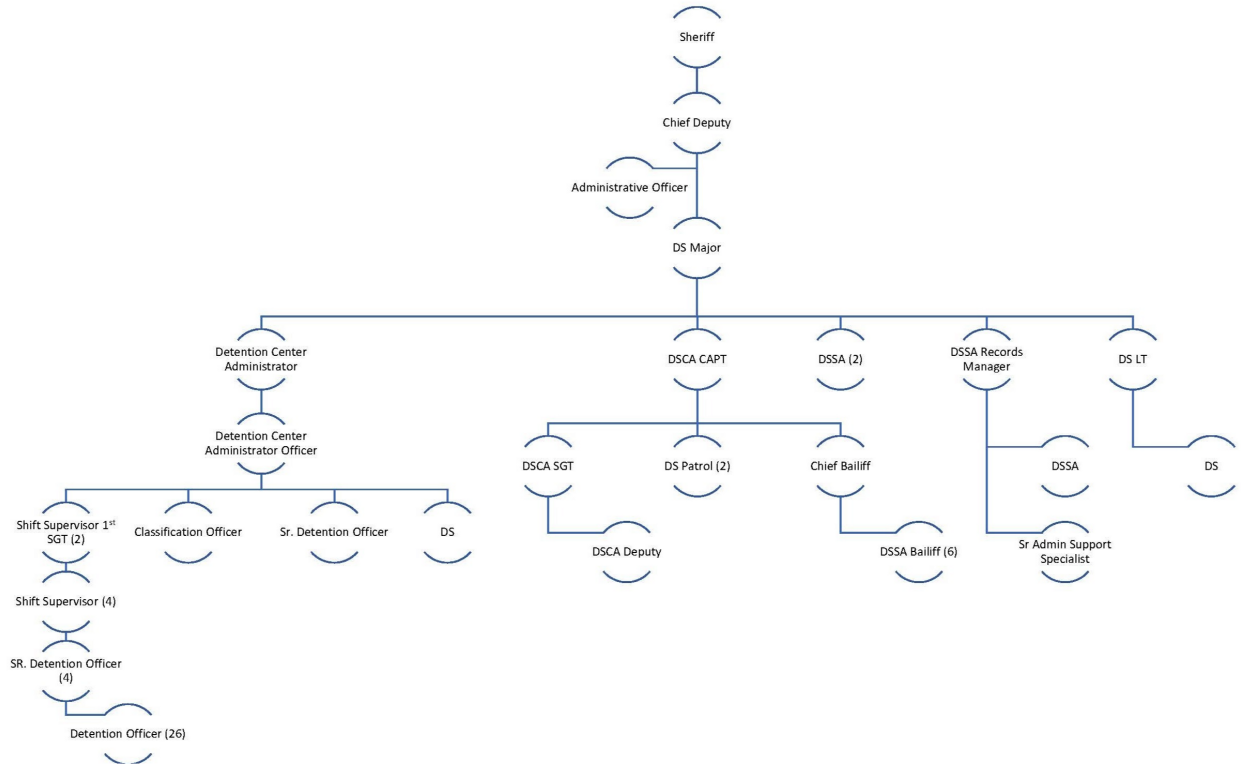 Sheriff
Chief Deputy
Administrative Officer
DS Major
Detention Center
Administrator
DSCA CAPT
DSSA (2)
DSSA Records
Manager
DS LT
Detention Center
Administrator Officer
DSCA SGT
DS Patrol (2)
Chief Bailiff
DSSA
DS
Shift Supervisor 1st
SGT (2)
Classification Officer
Sr. Detention Officer
DS
DSCA Deputy
DSSA Bailiff (6)
Sr Admin Support
Specialist
Shift Supervisor (4)
SR. Detention Officer
(4)
Detention Officer (26)